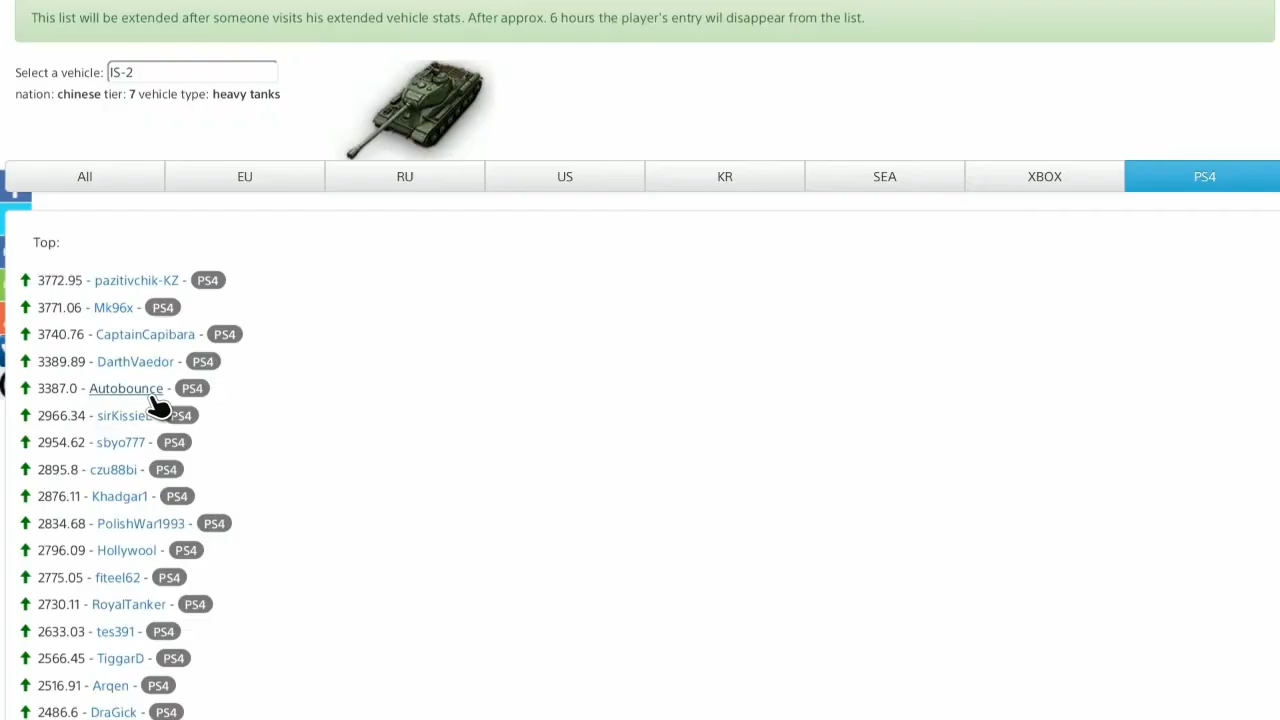 This list will be extended after someone visits his extended vehicle stats. After approx. 6 hours the player's entry wil disappear from the list.
Select a vehicle: IS-2
nation: chinese tier: 7 vehicle type: heavy tanks
All EU RU US KR SEA XBOX PS4
Top:
3772.95 - pazitivchik-KZ - PS4
3771.06 - Mk96x - PS4
3740.76 - CaptainCapibara - PS4
3389.89 - DarthVaedor - PS4
3387.0 - Autobounce - PS4
2966.34 - PS4
2954.62 - sbyo777 - PS4
2895.8 - czu88bi - PS4
2876.11 - Khadgar1 - PS4
2834.68 - PolishWar1993 - PS4
2796.09 - Hollywool - PS4
2775.05 - fiteel62 - PS4
2730.11 - RoyalTanker - PS4
2633.03 - tes391 - PS4
2566.45 - TiggarD - PS4
2516.91 - Arqen - PS4
2486.6 - DraGick - PS4